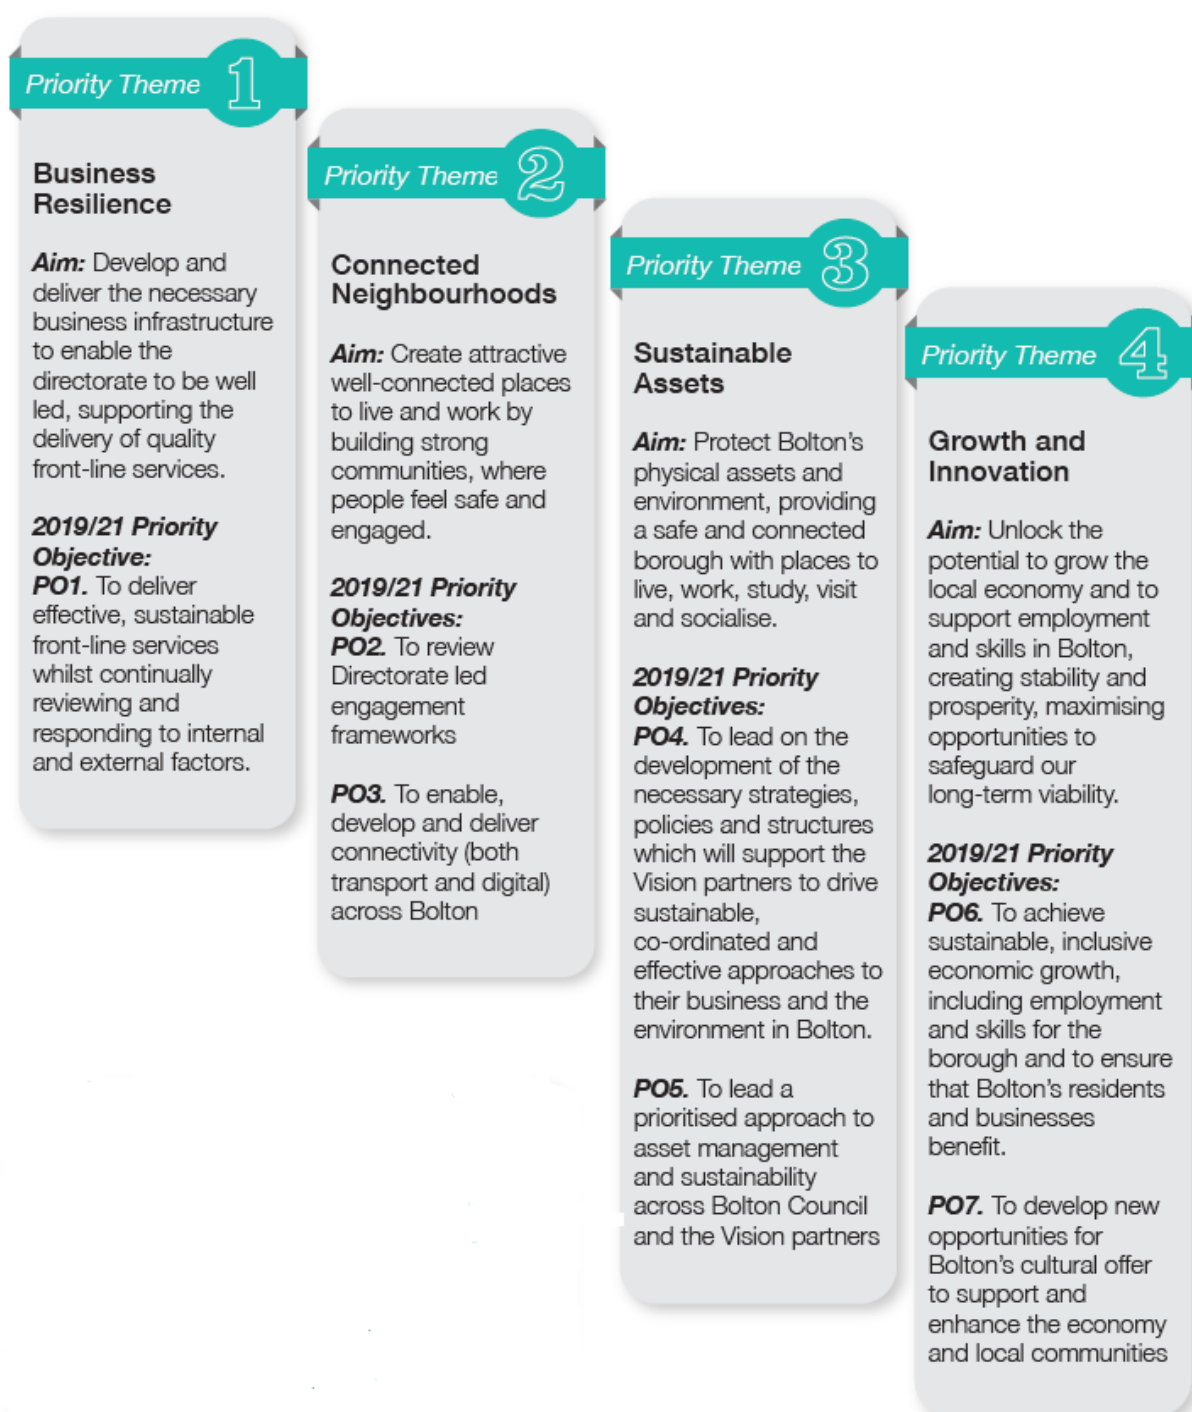 Priority Theme 1
Business
Resilience
Aim: Develop and
deliver the necessary
business infrastructure
to enable the
directorate to be well
led, supporting the
delivery of quality
front-line services.
2019/21 Priority
Objective:
PO1. To deliver
effective, sustainable
front-line services
whilst continually
reviewing and
responding to internal
and external factors.
Priority Theme 2
Connected
Neighbourhoods
Aim: Create attractive
well-connected places
to live and work by
building strong
communities, where
people feel safe and
engaged.
2019/21 Priority
Objectives:
PO2. To review
Directorate led
engagement
frameworks
PO3. To enable,
develop and deliver
connectivity (both
transport and digital)
across Bolton
Priority Theme 3
Sustainable
Assets
Aim: Protect Bolton's
physical assets and
environment, providing
a safe and connected
borough with places to
live, work, study, visit
and socialise.
2019/21 Priority
Objectives:
PO4. To lead on the
development of the
necessary strategies,
policies and structures
which will support the
Vision partners to drive
sustainable,
co-ordinated and
effective approaches to
their business and the
environment in Bolton.
PO5. To lead a
prioritised approach to
asset management
and sustainability
across Bolton Council
and the Vision partners
Priority Theme 4
Growth and
Innovation
Aim: Unlock the
potential to grow the
local economy and to
support employment
and skills in Bolton,
creating stability and
prosperity, maximising
opportunities to
safeguard our
long-term viability.
2019/21 Priority
Objectives:
PO6. To achieve
sustainable, inclusive
economic growth,
including employment
and skills for the
borough and to ensure
that Bolton's residents
and businesses
benefit.
PO7. To develop new
opportunities for
Bolton's cultural offer
to support and
enhance the economy
and local communities